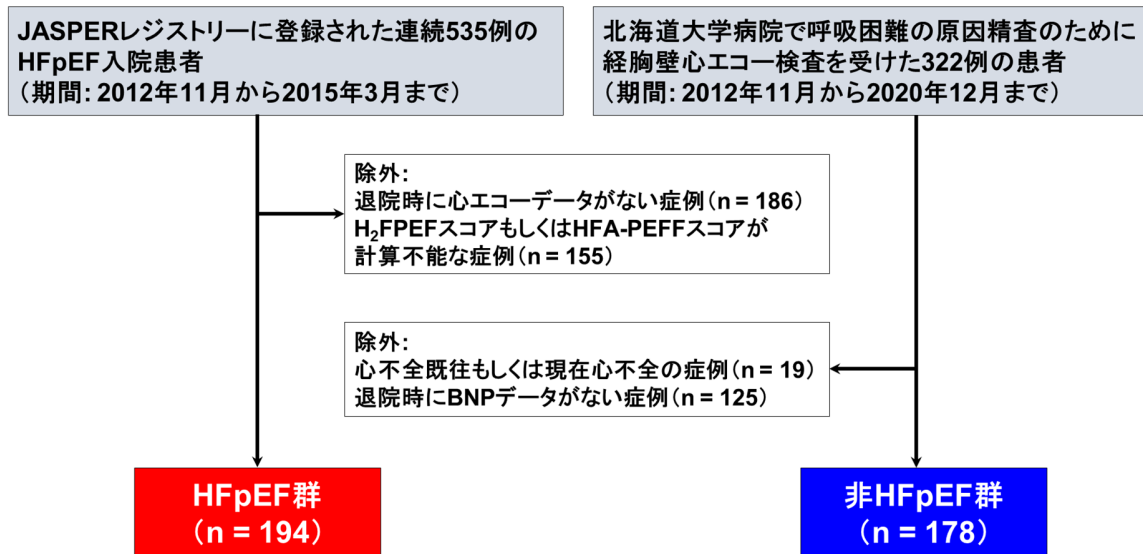 JASPERレジストリーに登録された連続535例の
HFpEF入院患者
（期間：2012年11月から2015年3月まで）
北海道大学病院で呼吸困難の原因精査のために
経胸壁心エコー検査を受けた322例の患者
（期間：2012年11月から2020年12月まで）
除外：
退院時に心エコーデータがない症例（n = 186）
H₂FPEFスコアもしくはHFA-PEFFスコアが
計算不能な症例（n = 155）
除外：
心不全既往もしくは現在心不全の症例（n = 19）
退院時にBNPデータがない症例（n = 125）
HFpEF群
（n = 194）
非HFpEF群
（n = 178）